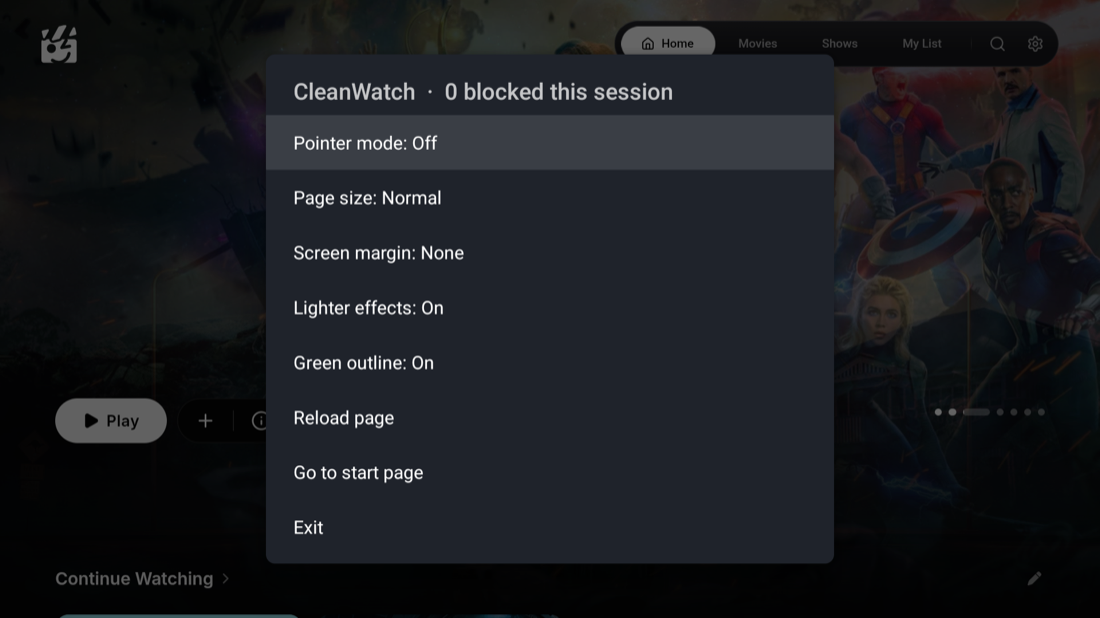 Home
Movies
Shows
My List
CleanWatch · 0 blocked this session
Pointer mode: Off
Page size: Normal
Screen margin: None
Lighter effects: On
Green outline: On
Reload page
Go to start page
Exit
Play
Continue Watching